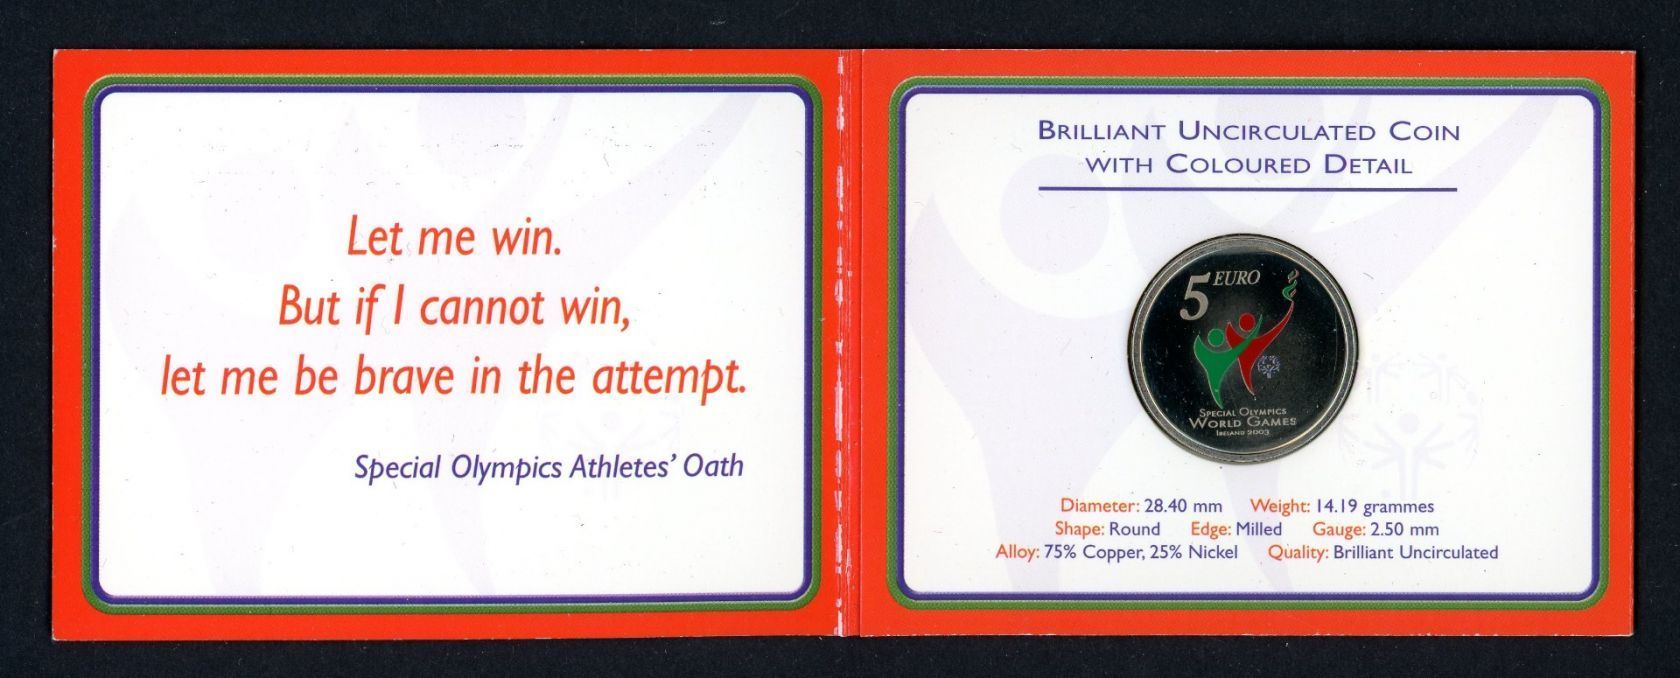 Let me win.
But if I cannot win,
let me be brave in the attempt.
Special Olympics Athletes' Oath
BRILLIANT UNCIRCULATED COIN
WITH COLOURED DETAIL
5 EURO
SPECIAL OLYMPICS
WORLD GAMES
IRELAND 2003
Diameter: 28.40 mm Weight: 14.19 grammes
Shape: Round Edge: Milled Gauge: 2.50 mm
Alloy: 75% Copper, 25% Nickel Quality: Brilliant Uncirculated